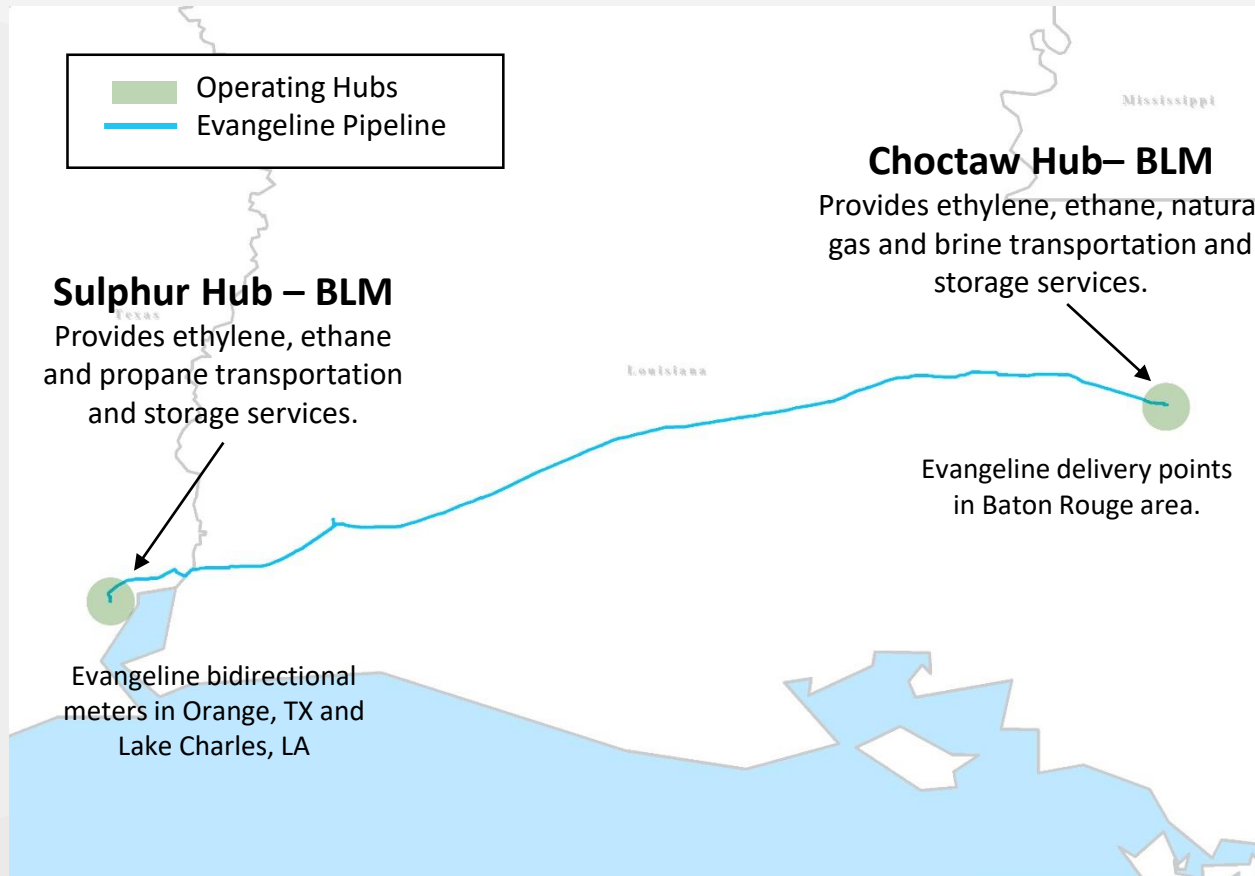 Operating Hubs
Evangeline Pipeline
Mississippi
Choctaw Hub– BLM
Provides ethylene, ethane, natura
gas and brine transportation and
storage services.
Sulphur Hub – BLM
Texas
Provides ethylene, ethane
and propane transportation
and storage services.
Louisiana
Evangeline delivery points
in Baton Rouge area.
Evangeline bidirectional
meters in Orange, TX and
Lake Charles, LA